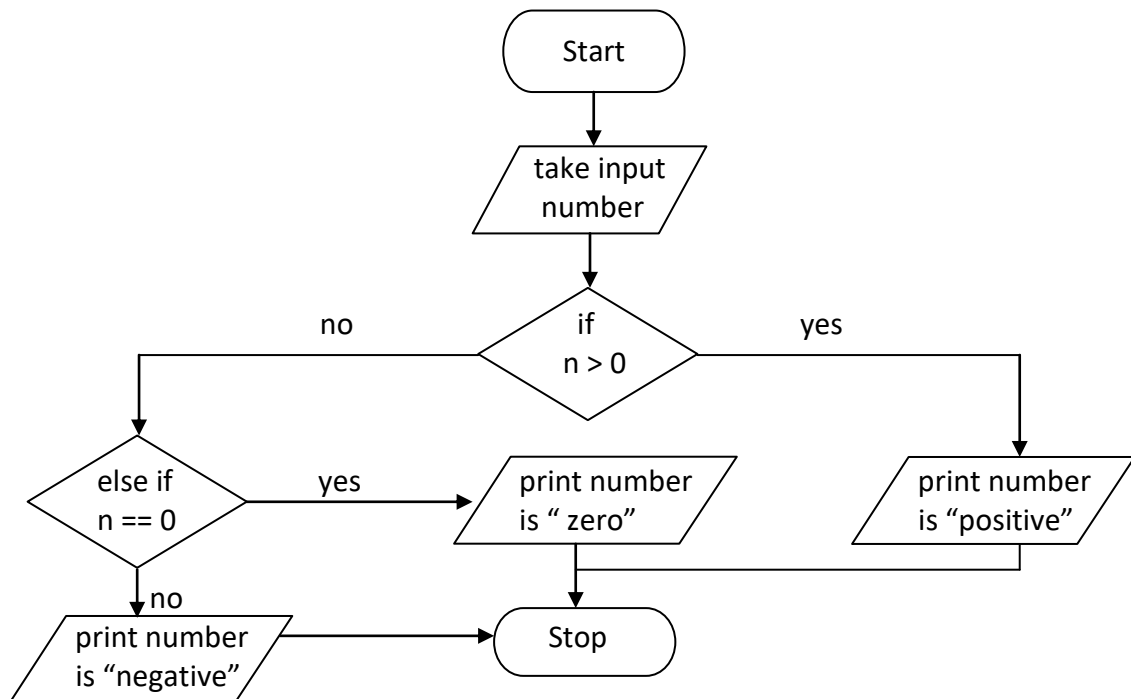 Start
take input
number
no
if
n > 0
yes
else if
n == 0
yes
print number
is “ zero”
print number
is “positive”
no
print number
is “negative”
Stop